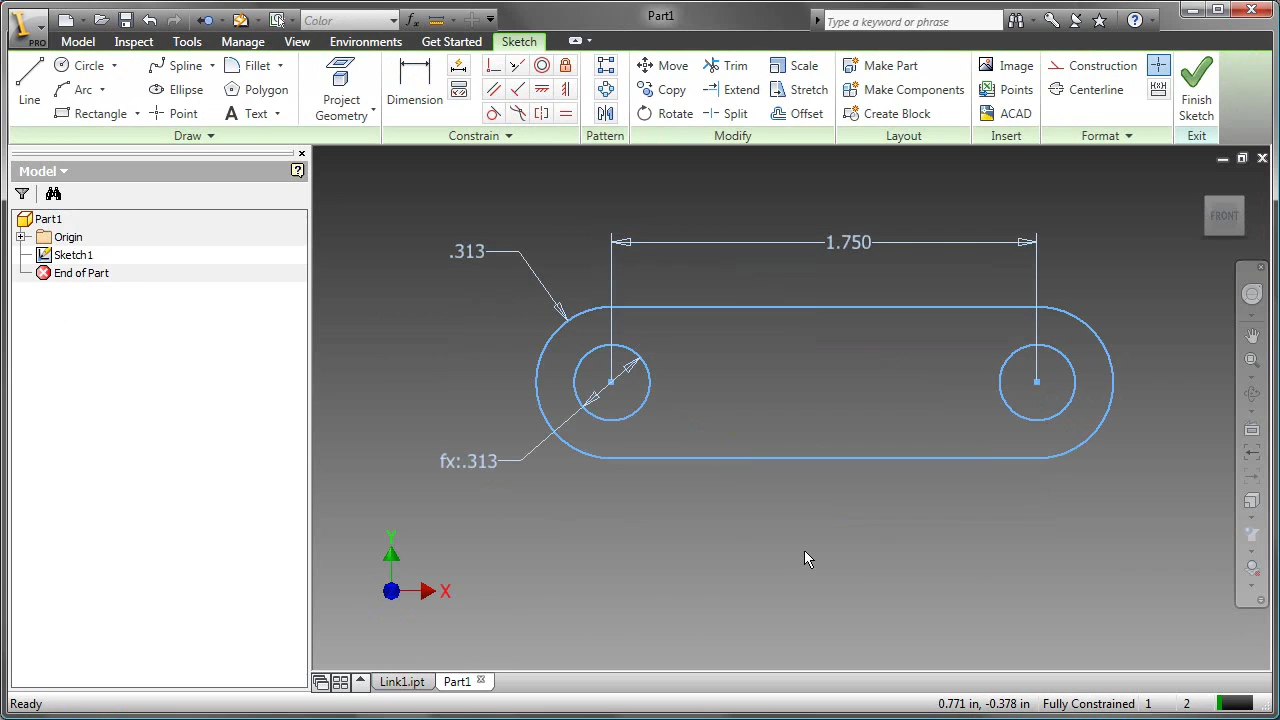 PRO
Color
Part1
Type a keyword or phrase
Model Inspect Tools Manage View Environments Get Started Sketch
Line
Circle
Arc
Rectangle
Spline
Ellipse
Point
Fillet
Polygon
Text
Draw
Project Geometry
Dimension
Constrain
Pattern
Move
Copy
Rotate
Trim
Extend
Split
Scale
Stretch
Offset
Modify
Make Part
Make Components
Create Block
Layout
Image
Points
ACAD
Insert
Construction
Centerline
Format
Finish Sketch
Exit
Model
Part1
Origin
Sketch1
End of Part
FRONT
.313
1.750
fx:.313
Y
X
Link1.ipt Part1
Ready
0.771 in, -0.378 in Fully Constrained 1 2